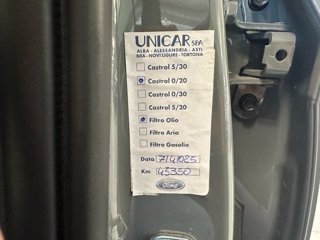 UNICAR SPA
ALBA - ALESSANDRIA - ASTI
BRA - NOVI LIGURE - TORTONA
Castrol 5/30
Castrol 0/20
Castrol 0/30
Castrol 5/20
Filtro Olio
Filtro Aria
Filtro Gasolio
Data
Km 45350
Ford